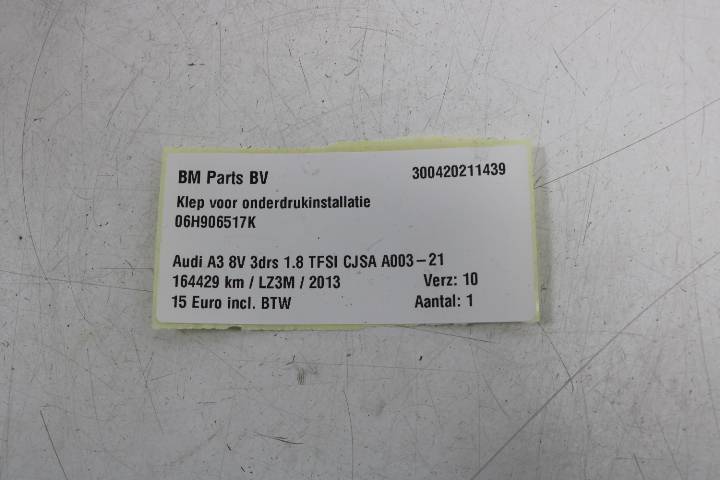 BM Parts BV 300420211439
Klep voor onderdrukinstallatie
06H906517K
Audi A3 8V 3drs 1.8 TFSI CJSA A003-21
164429 km / LZ3M / 2013 Verz: 10
15 Euro incl. BTW Aantal: 1